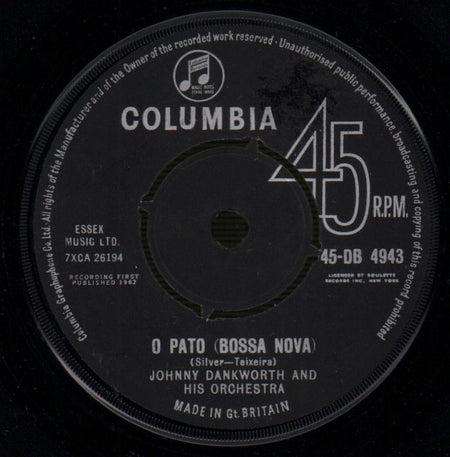 Columbia Graphophone Co. Ltd. All rights of the Manufacturer and of the Owner of the recorded work reserved · Unauthorised public performance, broadcasting and copying of this record prohibited
COLUMBIA
45 R.P.M.
ESSEX
MUSIC LTD.
7XCA 26194
45-DB 4943
RECORDING FIRST
PUBLISHED 1962
LICENSED BY ROULETTE
RECORDS INC., NEW YORK
O PATO (BOSSA NOVA)
(Silver—Teixeira)
JOHNNY DANKWORTH AND
HIS ORCHESTRA
MADE IN Gt. BRITAIN